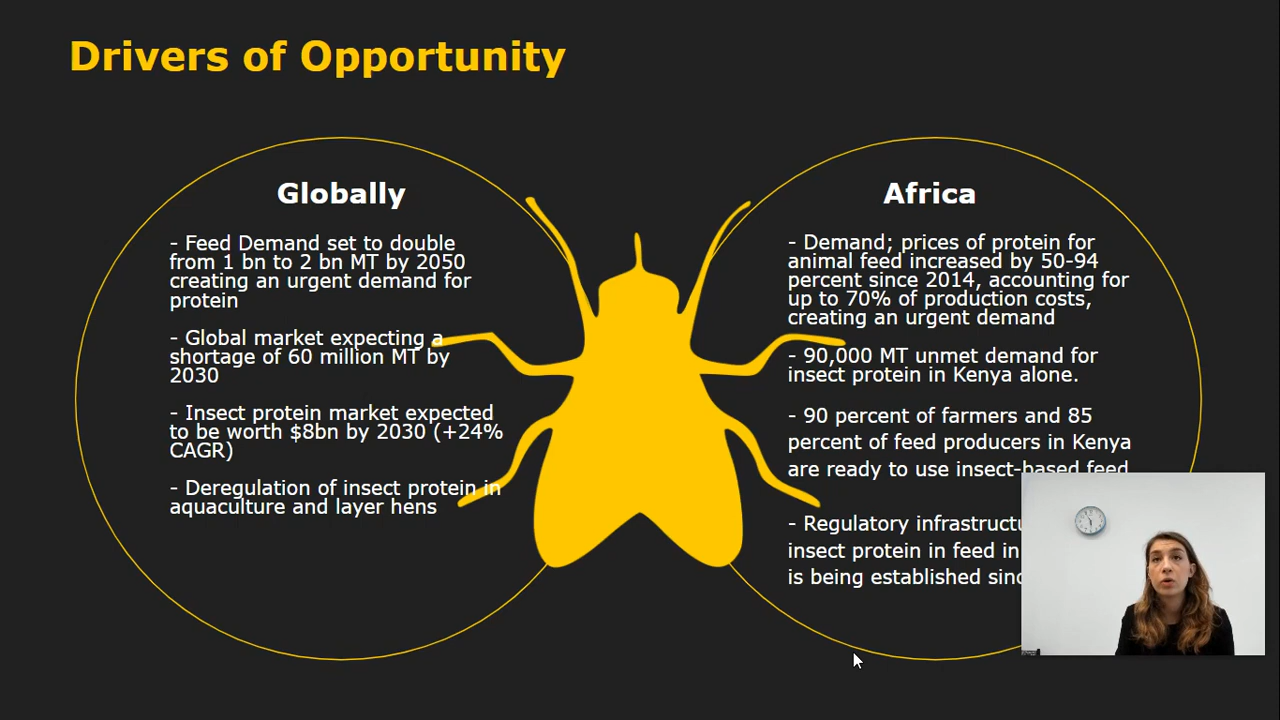 Drivers of Opportunity
Globally
- Feed Demand set to double
from 1 bn to 2 bn MT by 2050
creating an urgent demand for
protein
- Global market expecting a
shortage of 60 million MT by
2030
- Insect protein market expected
to be worth $8bn by 2030 (+24%
CAGR)
- Deregulation of insect protein in
aquaculture and layer hens
Africa
- Demand; prices of protein for
animal feed increased by 50-94
percent since 2014, accounting for
up to 70% of production costs,
creating an urgent demand
- 90,000 MT unmet demand for
insect protein in Kenya alone.
- 90 percent of farmers and 85
percent of feed producers in Kenya
are ready to use insect-based feed
- Regulatory
insect protein in feed in
is being established